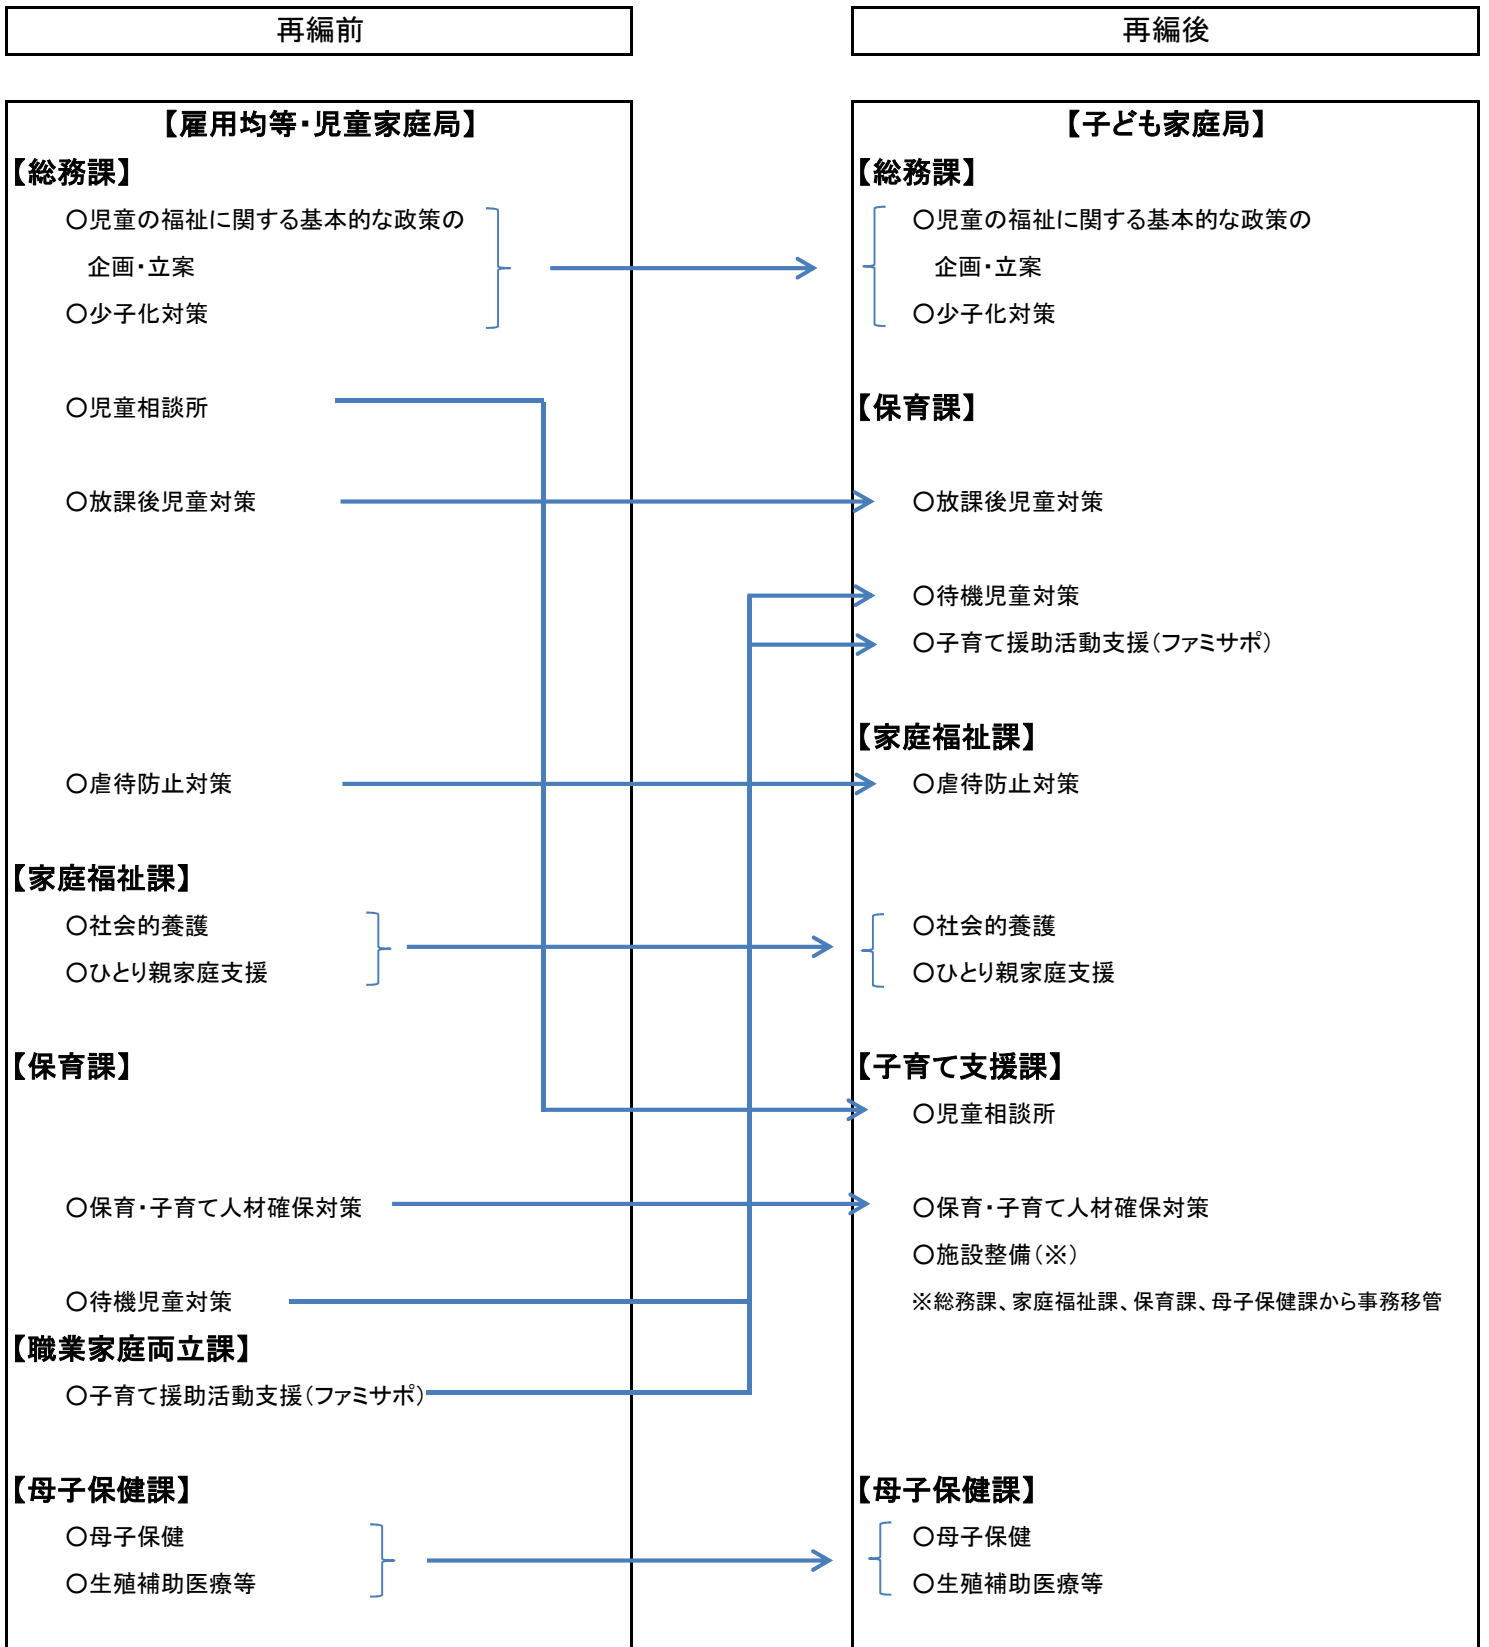 再編前
【雇用均等・児童家庭局】
【総務課】
○児童の福祉に関する基本的な政策の
企画・立案
○少子化対策
○児童相談所
○放課後児童対策
○虐待防止対策
【家庭福祉課】
○社会的養護
○ひとり親家庭支援
【保育課】
○保育・子育て人材確保対策
○待機児童対策
【職業家庭両立課】
○子育て援助活動支援（ファミサポ）
【母子保健課】
○母子保健
○生殖補助医療等
再編後
【子ども家庭局】
【総務課】
○児童の福祉に関する基本的な政策の
企画・立案
○少子化対策
【保育課】
○放課後児童対策
○待機児童対策
○子育て援助活動支援（ファミサポ）
【家庭福祉課】
○虐待防止対策
○社会的養護
○ひとり親家庭支援
【子育て支援課】
○児童相談所
○保育・子育て人材確保対策
○施設整備（※）
※総務課、家庭福祉課、保育課、母子保健課から事務移管
【母子保健課】
○母子保健
○生殖補助医療等